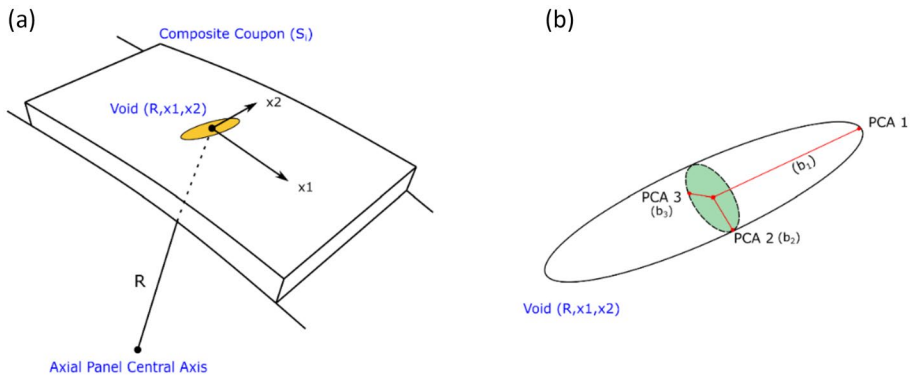 (a)
Composite Coupon (Sᵢ)
Void (R,x1,x2)
x2
x1
R
Axial Panel Central Axis
(b)
PCA 1
(b₁)
PCA 3
(b₃)
PCA 2 (b₂)
Void (R,x1,x2)